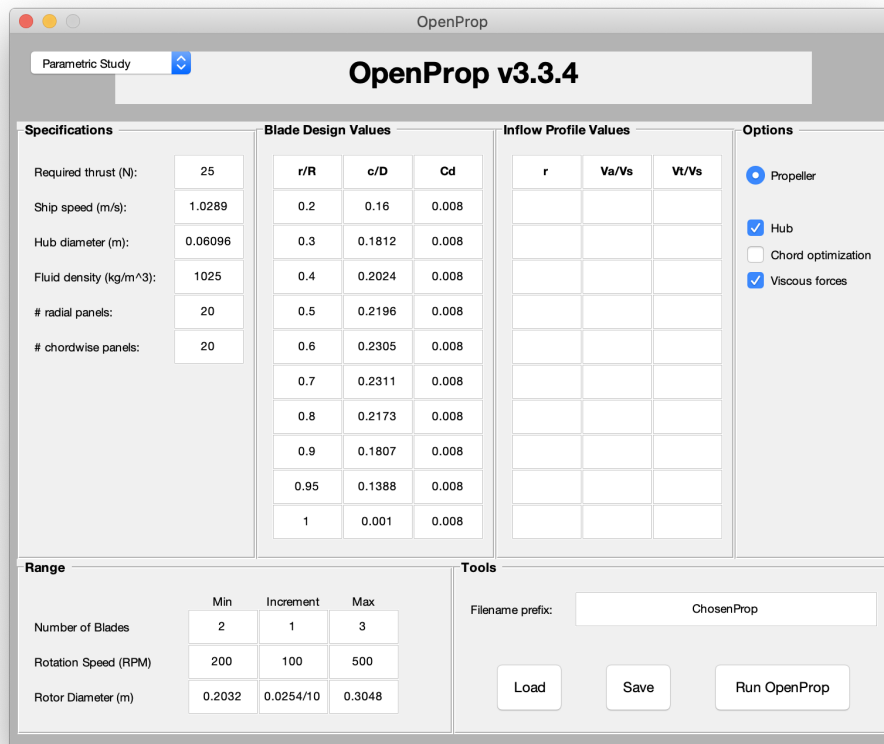 OpenProp
Parametric Study
OpenProp v3.3.4
Specifications
Required thrust (N): 25
Ship speed (m/s): 1.0289
Hub diameter (m): 0.06096
Fluid density (kg/m^3): 1025
# radial panels: 20
# chordwise panels: 20
Blade Design Values
r/R c/D Cd
0.2 0.16 0.008
0.3 0.1812 0.008
0.4 0.2024 0.008
0.5 0.2196 0.008
0.6 0.2305 0.008
0.7 0.2311 0.008
0.8 0.2173 0.008
0.9 0.1807 0.008
0.95 0.1388 0.008
1 0.001 0.008
Inflow Profile Values
r Va/Vs Vt/Vs
Options
Propeller
Hub
Chord optimization
Viscous forces
Range
Min Increment Max
Number of Blades 2 1 3
Rotation Speed (RPM) 200 100 500
Rotor Diameter (m) 0.2032 0.0254/10 0.3048
Tools
Filename prefix: ChosenProp
Load Save Run OpenProp